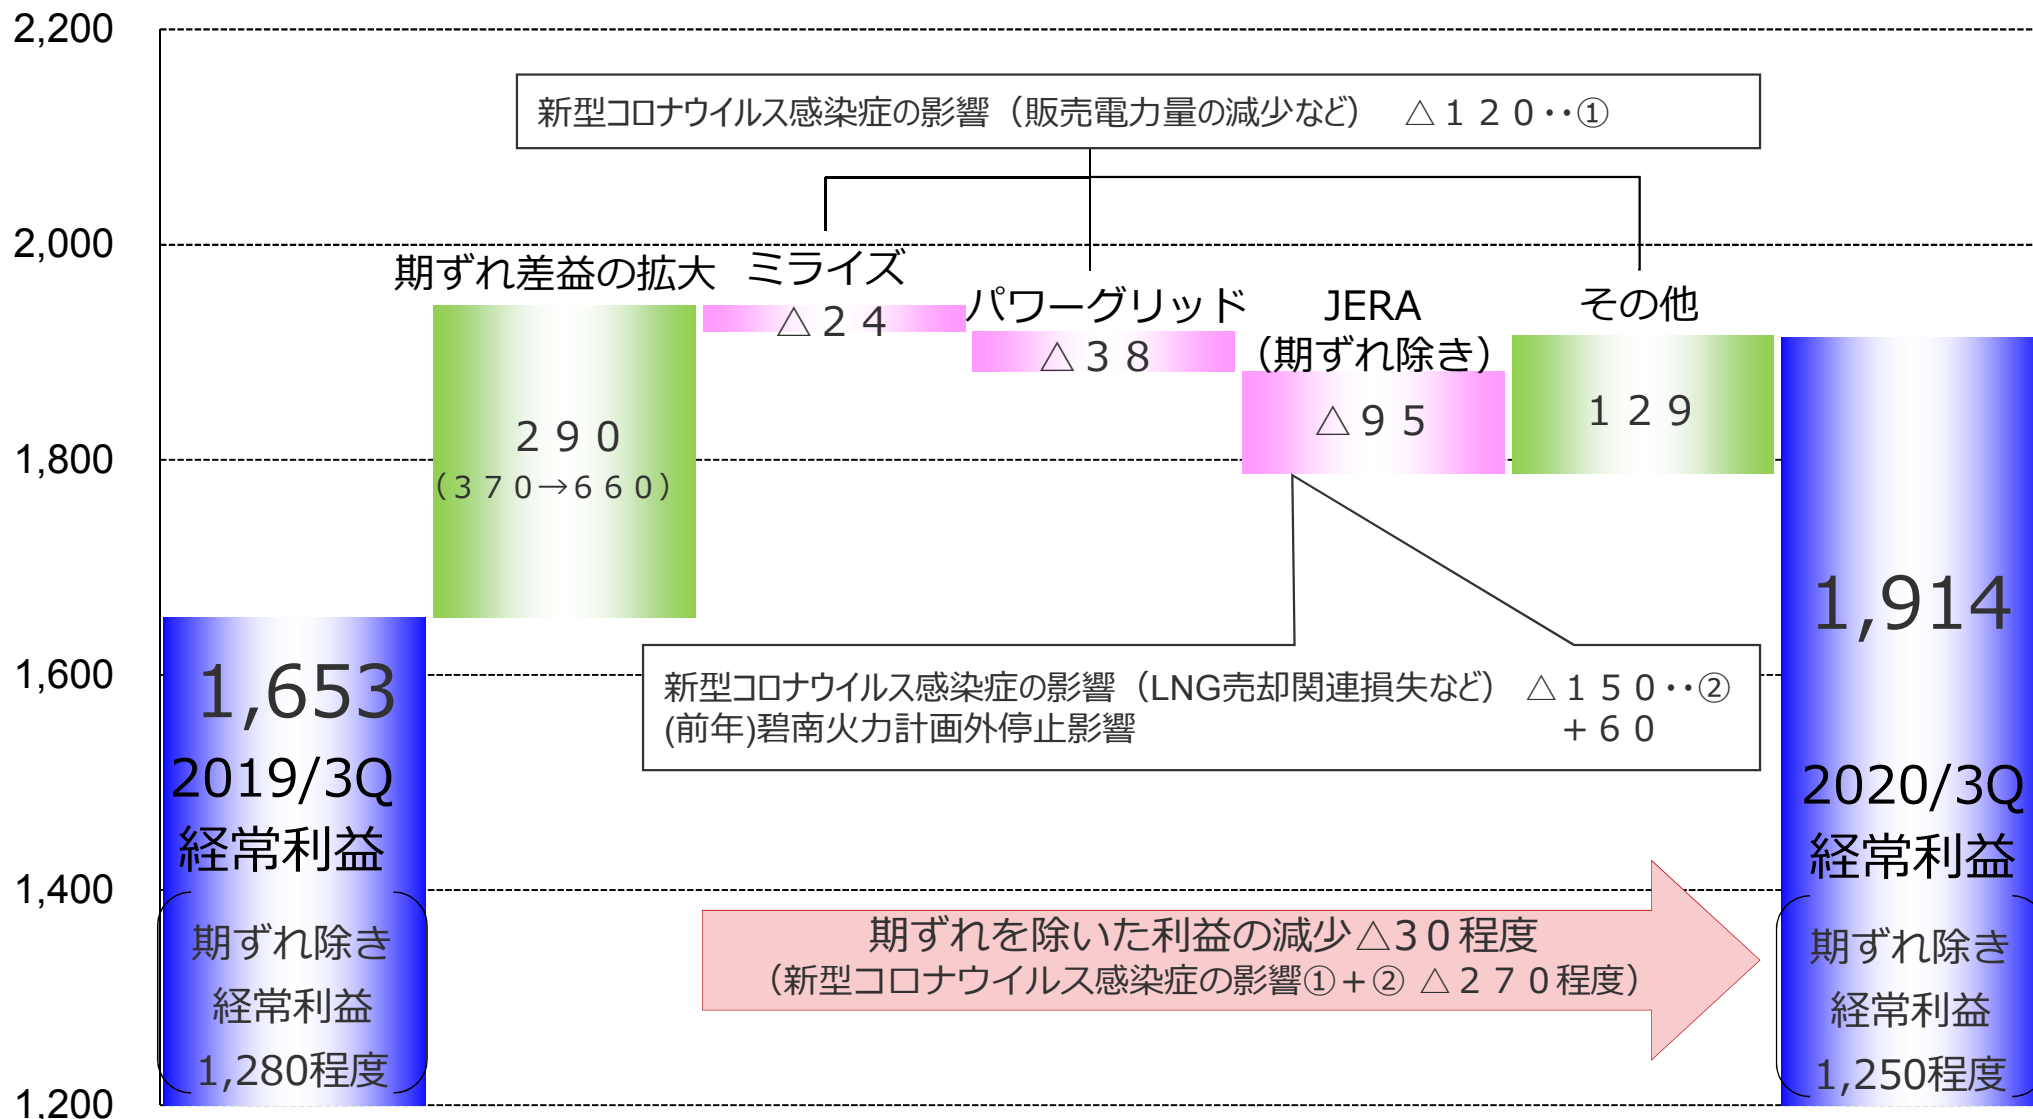 2,200
新型コロナウイルス感染症の影響（販売電力量の減少など）　△１２０‥①
2,000
期ずれ差益の拡大
ミライズ
パワーグリッド
JERA
（期ずれ除き）
その他
△２４
△３８
△９５
１２９
２９０
（３７０→６６０）
1,800
1,600
新型コロナウイルス感染症の影響（LNG売却関連損失など）　△１５０‥②
(前年)碧南火力計画外停止影響　＋６０
1,653
2019/3Q
経常利益
1,914
2020/3Q
経常利益
1,400
期ずれ除き
経常利益
1,280程度
期ずれを除いた利益の減少△３０程度
（新型コロナウイルス感染症の影響①＋② △２７０程度）
期ずれ除き
経常利益
1,250程度
1,200